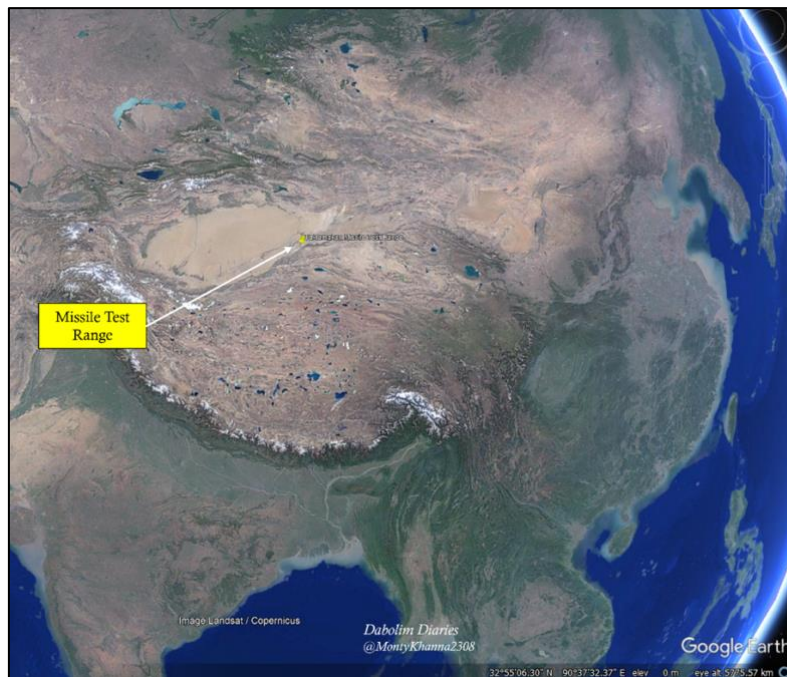 Missile Test
Range
Image Landsat / Copernicus
Dabolim Diaries
@MontyKhanna2308
Google Earth
32°55'06.30" N 90°37'32.37" E elev 0 m eye alt 5775.57 km